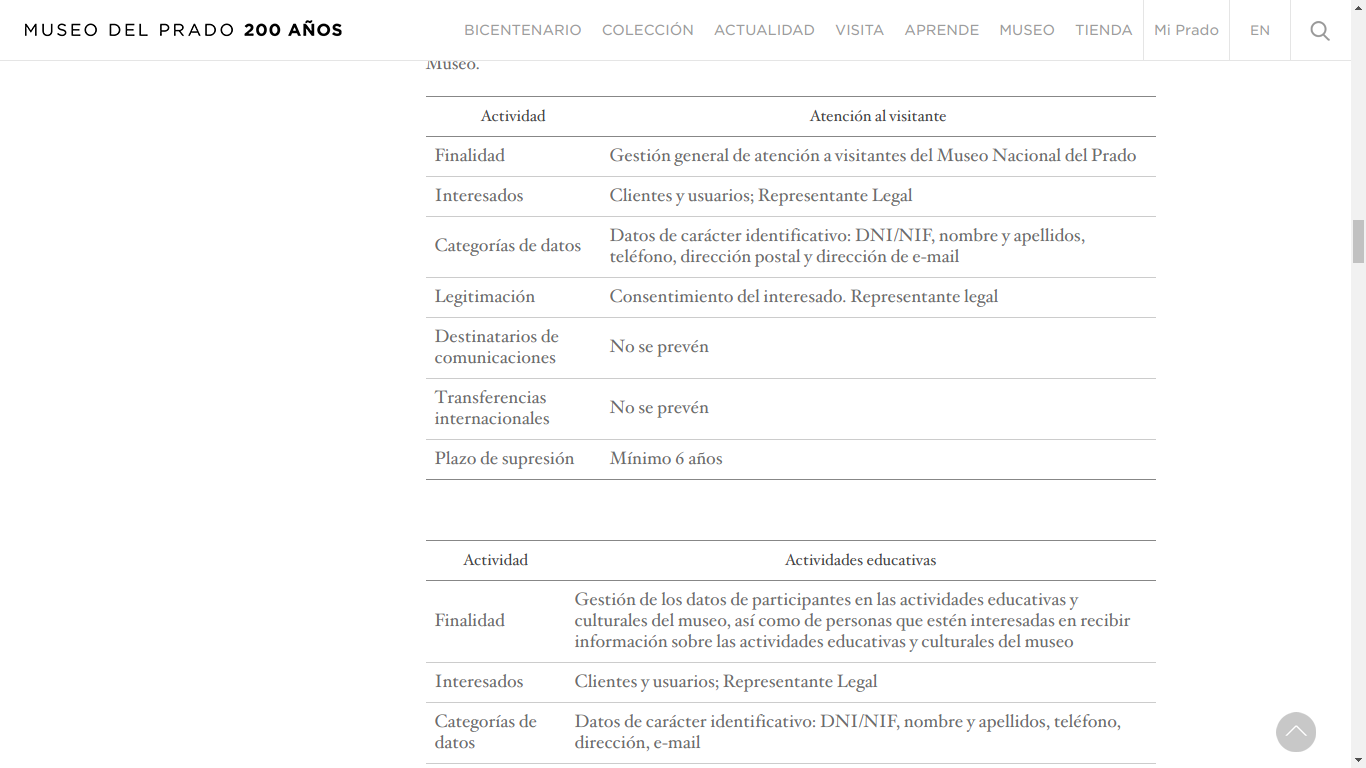 MUSEO DEL PRADO 200 AÑOS
BICENTENARIO COLECCIÓN ACTUALIDAD VISITA APRENDE MUSEO TIENDA Mi Prado EN
Museo.
Actividad Atención al visitante
Finalidad Gestión general de atención a visitantes del Museo Nacional del Prado
Interesados Clientes y usuarios; Representante Legal
Categorías de datos Datos de carácter identificativo: DNI/NIF, nombre y apellidos,
teléfono, dirección postal y dirección de e-mail
Legitimación Consentimiento del interesado. Representante legal
Destinatarios de
comunicaciones
No se prevén
Transferencias
internacionales
No se prevén
Plazo de supresión Mínimo 6 años
Actividad Actividades educativas
Finalidad
Gestión de los datos de participantes en las actividades educativas y
culturales del museo, así como de personas que estén interesadas en recibir
información sobre las actividades educativas y culturales del museo
Interesados Clientes y usuarios; Representante Legal
Categorías de
datos
Datos de carácter identificativo: DNI/NIF, nombre y apellidos, teléfono,
dirección, e-mail